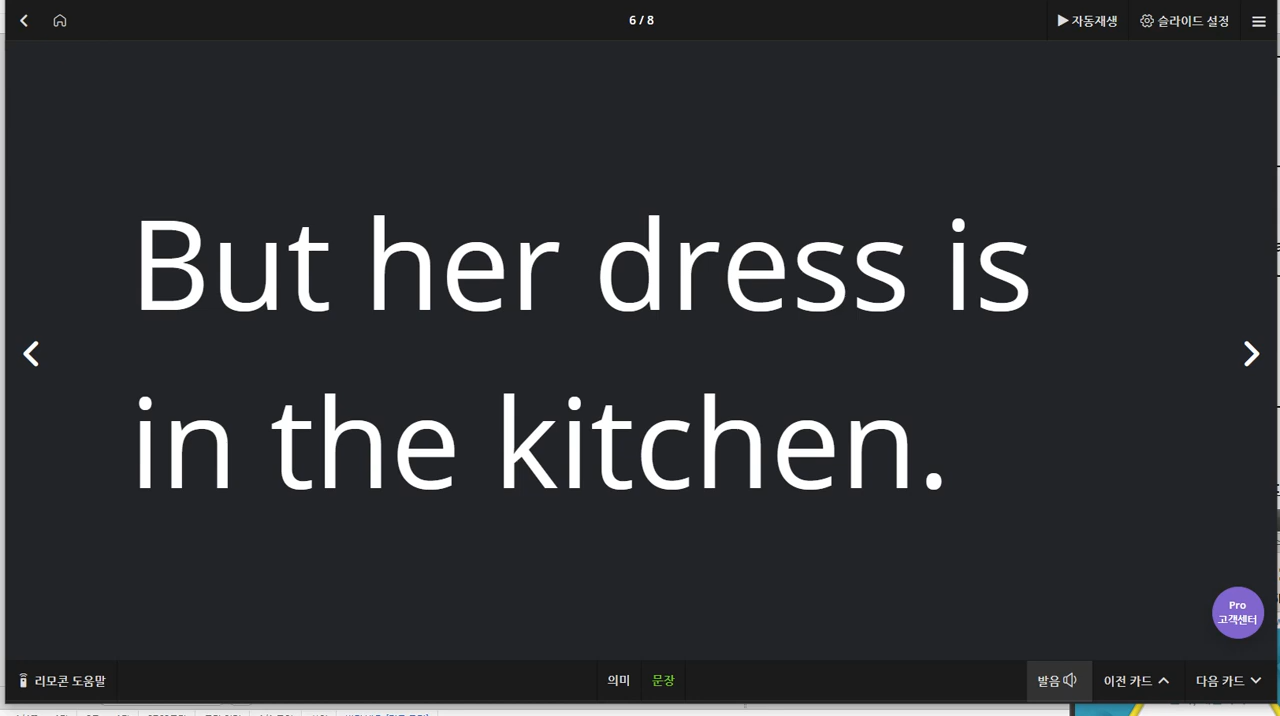 6 / 8
▶ 자동재생
슬라이드 설정
But her dress is
in the kitchen.
Pro
고객센터
리모콘 도움말
의미
문장
발음
이전 카드
다음 카드